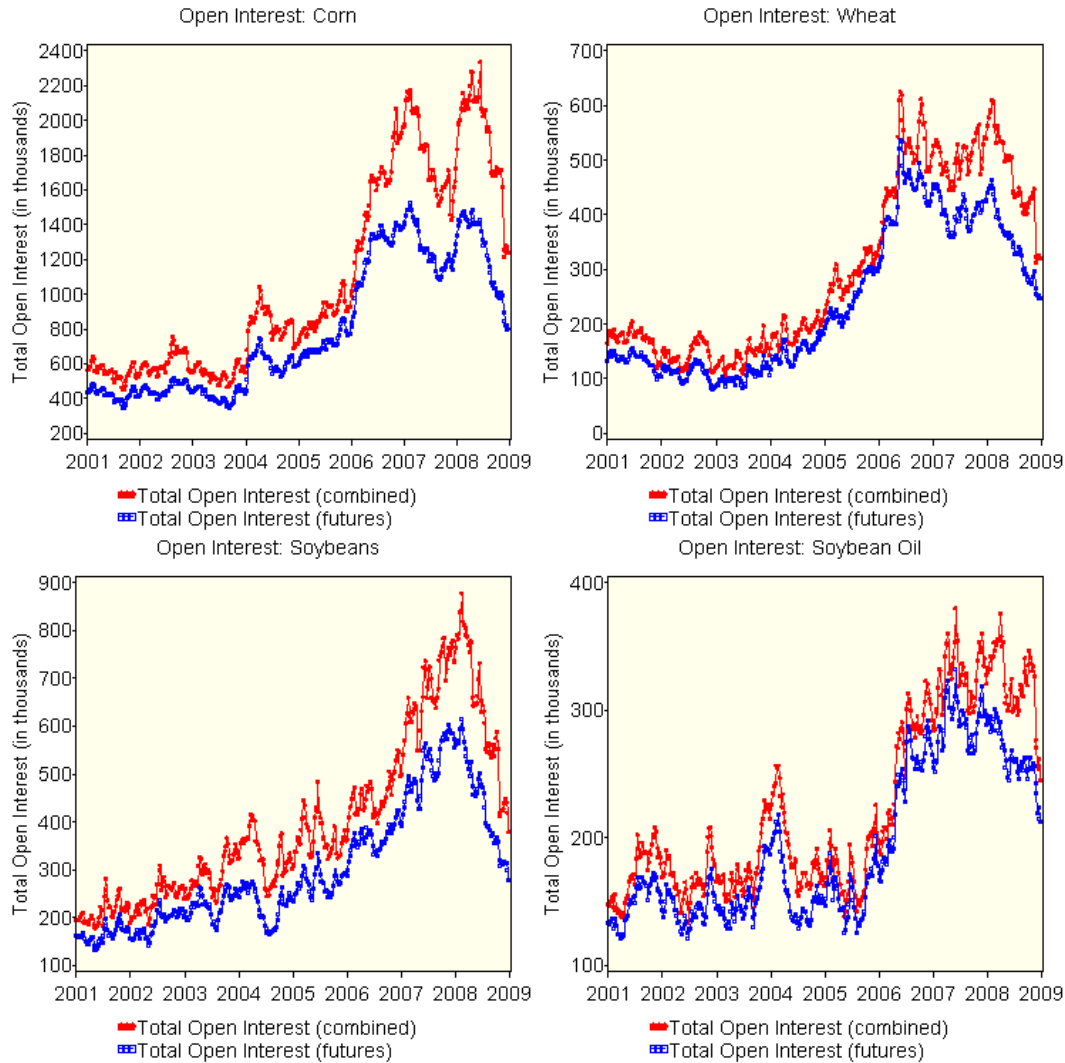 Open Interest: Corn
Total Open Interest (in thousands)
2400
2200
2000
1800
1600
1400
1200
1000
800
600
400
200
2001 2002 2003 2004 2005 2006 2007 2008 2009
Total Open Interest (combined)
Total Open Interest (futures)
Open Interest: Wheat
Total Open Interest (in thousands)
700
600
500
400
300
200
100
0
2001 2002 2003 2004 2005 2006 2007 2008 2009
Total Open Interest (combined)
Total Open Interest (futures)
Open Interest: Soybeans
Total Open Interest (in thousands)
900
800
700
600
500
400
300
200
100
2001 2002 2003 2004 2005 2006 2007 2008 2009
Total Open Interest (combined)
Total Open Interest (futures)
Open Interest: Soybean Oil
Total Open Interest (in thousands)
400
300
200
100
2001 2002 2003 2004 2005 2006 2007 2008 2009
Total Open Interest (combined)
Total Open Interest (futures)